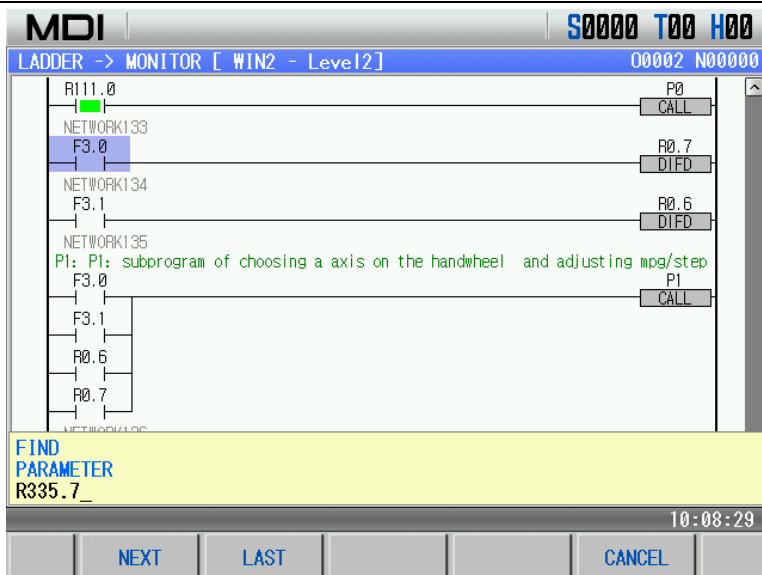 MDI S0000 T00 H00
LADDER -> MONITOR [ WIN2 - Level2] O0002 N00000
R111.0 P0
CALL
NETWORK133
F3.0 R0.7
DIFD
NETWORK134
F3.1 R0.6
DIFD
NETWORK135
P1: P1: subprogram of choosing a axis on the handwheel and adjusting mpg/step
F3.0 P1
CALL
F3.1
R0.6
R0.7
FIND
PARAMETER
R335.7_
10:08:29
NEXT LAST CANCEL